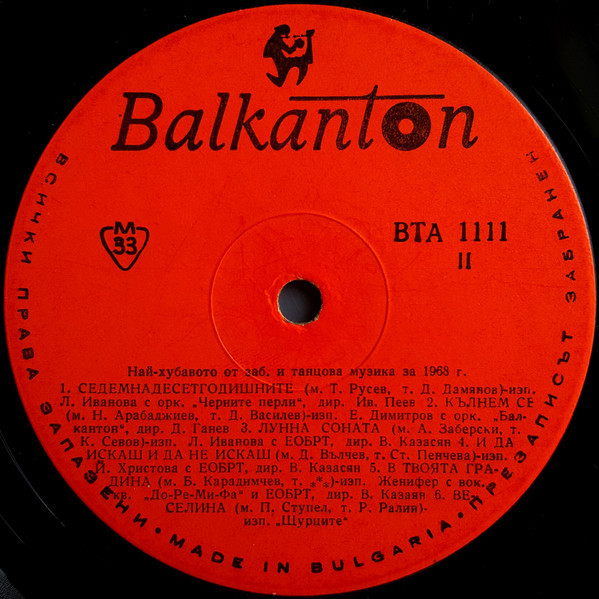 Balkanton
M
33
ВТА 1111
II
Най-хубавото от заб. и танцова музика за 1968 г.
1. СЕДЕМНАДЕСЕТГОДИШНИТЕ (м. Т. Русев, т. Д. Дамянов)-изп.
Л. Иванова с орк. „Черните перли“, дир. Ив. Пеев 2. КЪЛНЕМ СЕ
(м. Н. Арабаджиев, т. Д. Василев)-изп. Е. Димитров с орк. „Бал-
кантон“, дир. Д. Ганев 3. ЛУННА СОНАТА (м. А. Заберски, т.
К. Севов)-изп. Л. Иванова с ЕОБРТ, дир. В. Казасян 4. И ДА
ИСКАШ И ДА НЕ ИСКАШ (м. Д. Вълчев, т. Ст. Пенчева)-изп.
Й. Христова с ЕОБРТ, дир. В. Казасян 5. В ТВОЯТА ГРА-
ДИНА (м. Б. Карадимчев, т. ***)-изп. Женифер с вок.
кв. „До-Ре-Ми-Фа“ и ЕОБРТ, дир. В. Казаян 6. ВЕ-
СЕЛИНА (м. П. Ступел, т. Р. Ралин)-
изп. „Щурците“
ВСИЧКИ ПРАВА ЗАПАЗЕНИ • MADE IN BULGARIA • ПРЕЗАПИСЪТ ЗАБРАНЕН